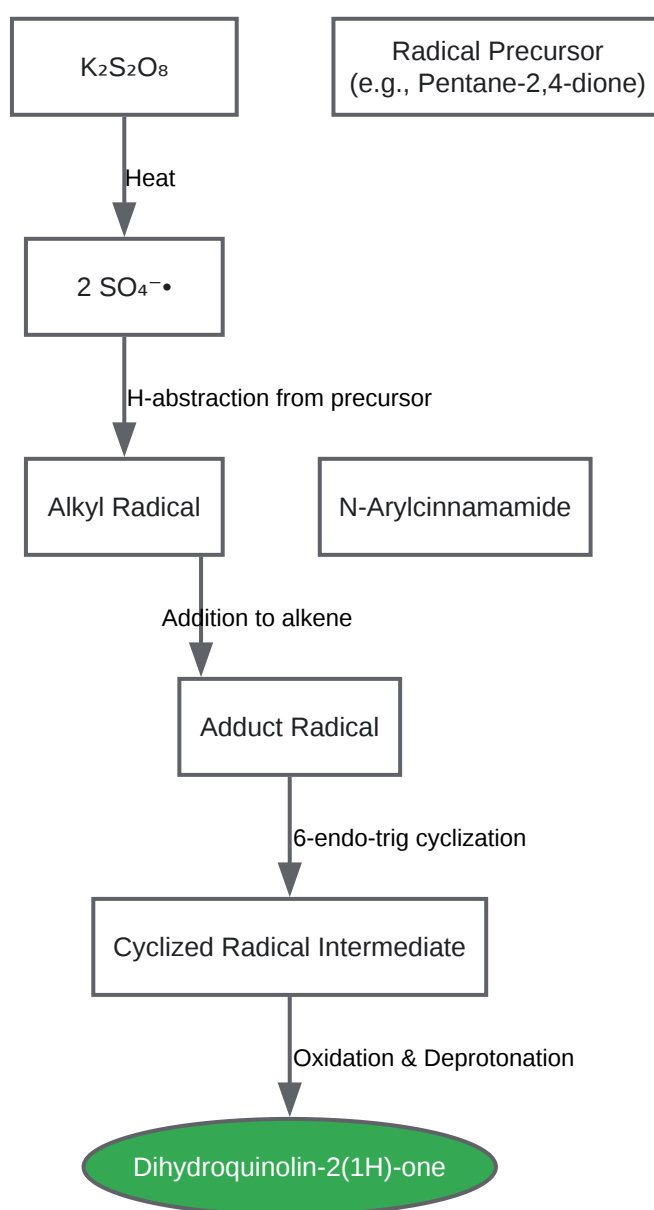 K₂S₂O₈
Radical Precursor
(e.g., Pentane-2,4-dione)
Heat
2 SO₄⁻•
H-abstraction from precursor
Alkyl Radical
N-Arylcinnamamide
Addition to alkene
Adduct Radical
6-endo-trig cyclization
Cyclized Radical Intermediate
Oxidation & Deprotonation
Dihydroquinolin-2(1H)-one